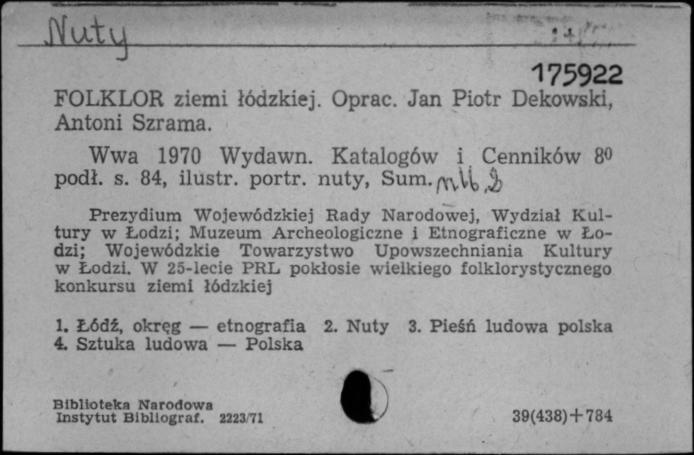 Nuty
175922
FOLKLOR ziemi łódzkiej. Oprac. Jan Piotr Dekowski,
Antoni Szrama.
Wwa 1970 Wydawn. Katalogów i Cenników 8º
podł. s. 84, ilustr. portr. nuty, Sum.
Prezydium Wojewódzkiej Rady Narodowej, Wydział Kul-
tury w Łodzi; Muzeum Archeologiczne i Etnograficzne w Ło-
dzi; Wojewódzkie Towarzystwo Upowszechniania Kultury
w Łodzi. W 25-lecie PRL pokłosie wielkiego folklorystycznego
konkursu ziemi łódzkiej
1. Łódź, okręg — etnografia 2. Nuty 3. Pieśń ludowa polska
4. Sztuka ludowa — Polska
Biblioteka Narodowa
Instytut Bibliograf. 2223/71
39(438)+784